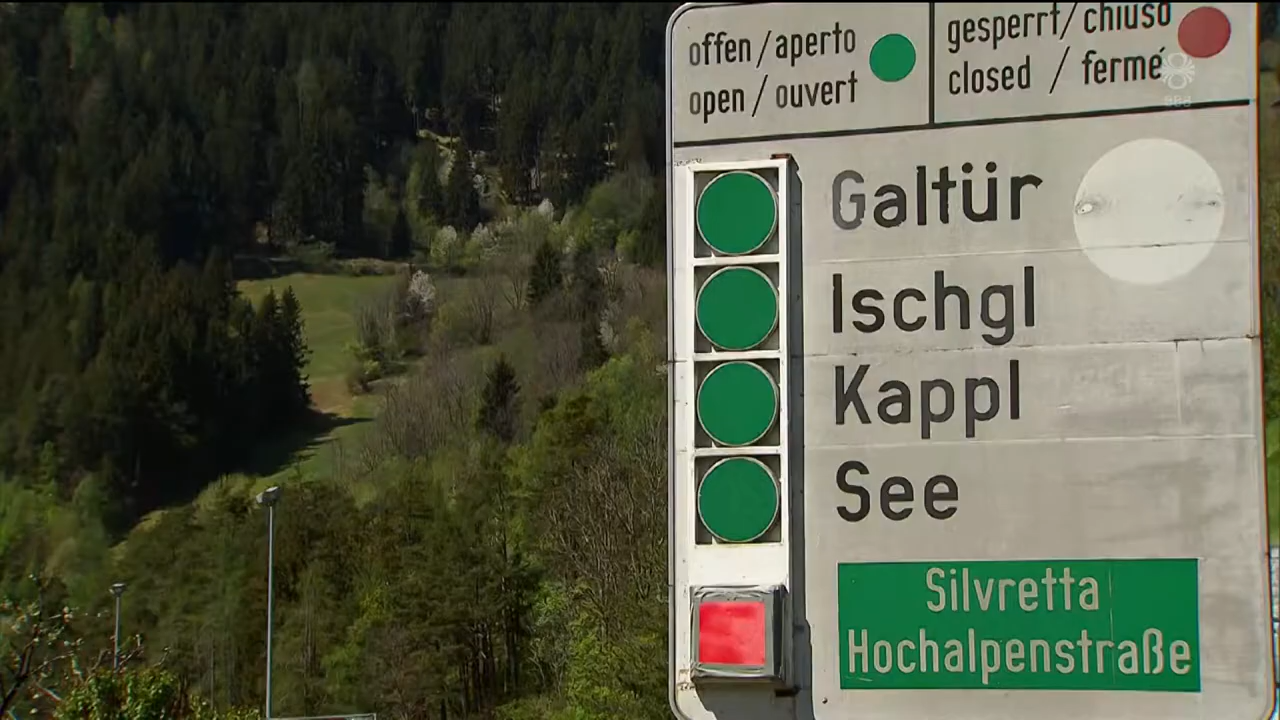 offen / aperto
open / ouvert
gesperrt / chiuso
closed / fermé
Galtür
Ischgl
Kappl
See
Silvretta
Hochalpenstraße